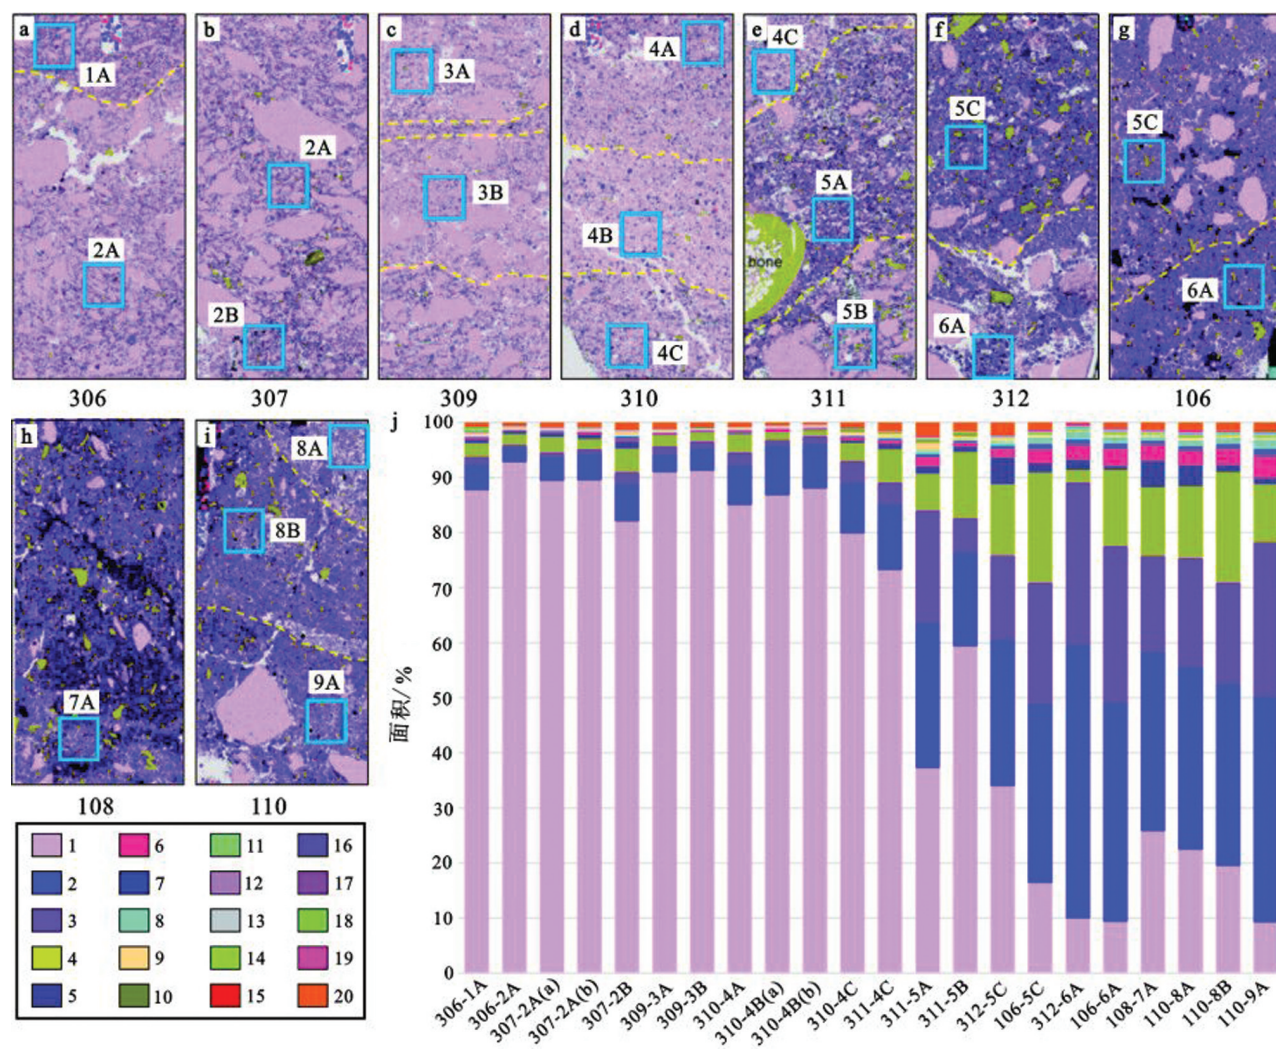 a
1A
2A
306
b
2A
2B
307
c
3A
3B
309
d
4A
4B
4C
310
e
4C
5A
bone
5B
311
f
5C
6A
312
g
5C
6A
106
h
7A
108
i
8A
8B
9A
110
1 6 11 16
2 7 12 17
3 8 13 18
4 9 14 19
5 10 15 20
j
面积/%
100
90
80
70
60
50
40
30
20
10
0
306-1A
306-2A
307-2A(a)
307-2A(b)
307-2B
309-3A
309-3B
310-4A
310-4B(a)
310-4B(b)
310-4C
311-4C
311-5A
311-5B
312-5C
106-5C
312-6A
106-6A
108-7A
110-8A
110-8B
110-9A